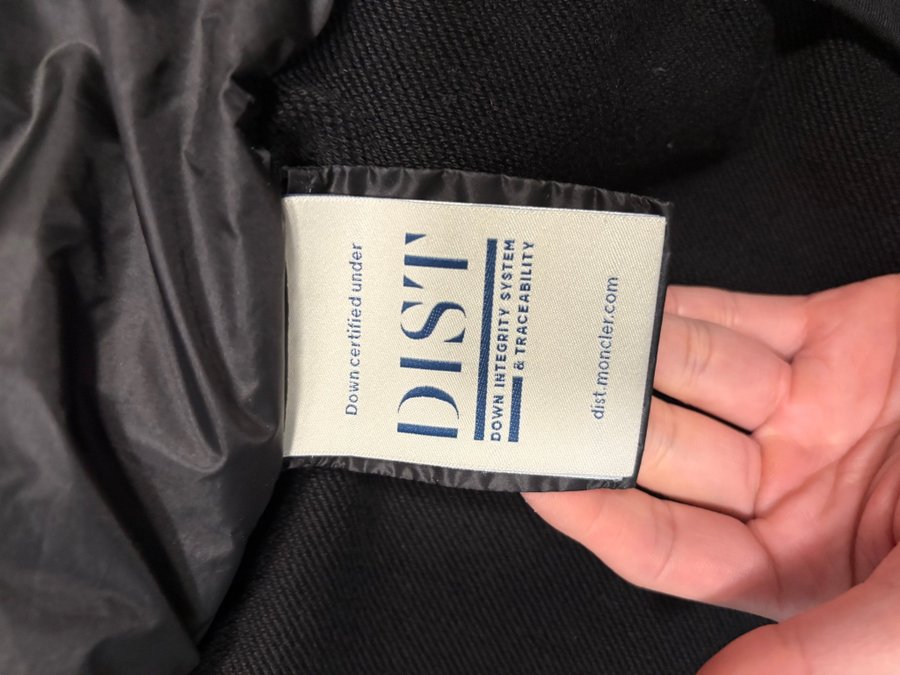 Down certified under
DIST
DOWN INTEGRITY SYSTEM
& TRACEABILITY
dist.moncler.com